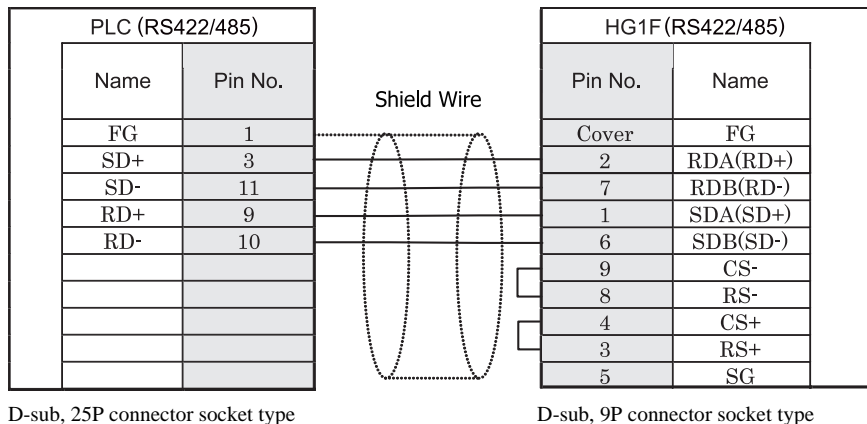 PLC (RS422/485) HG1F (RS422/485)
Name Pin No. Shield Wire Pin No. Name
FG 1 Cover FG
SD+ 3 2 RDA(RD+)
SD- 11 7 RDB(RD-)
RD+ 9 1 SDA(SD+)
RD- 10 6 SDB(SD-)
9 CS-
8 RS-
4 CS+
3 RS+
5 SG
D-sub, 25P connector socket type D-sub, 9P connector socket type